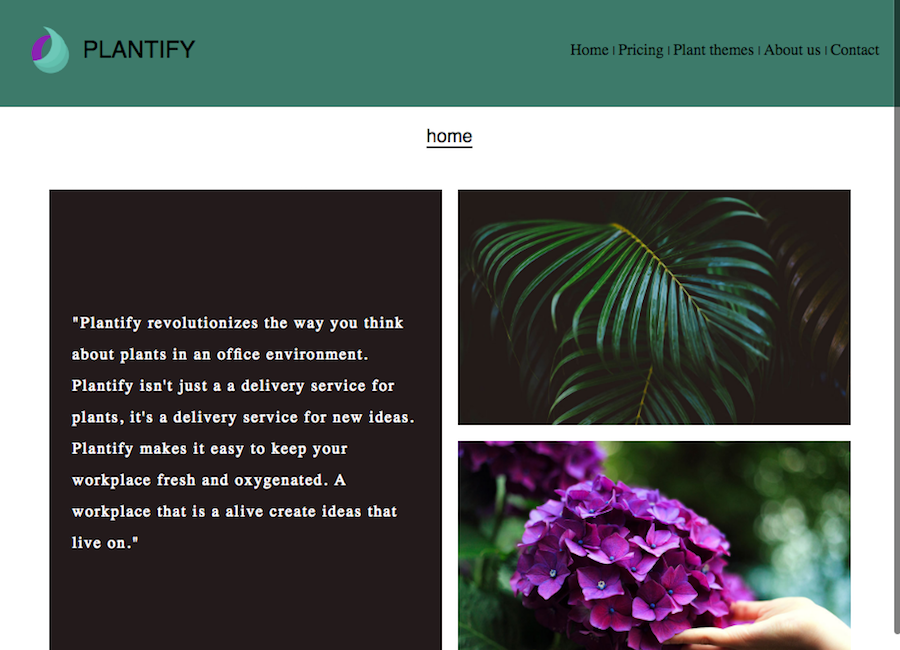 PLANTIFY
Home | Pricing | Plant themes | About us | Contact
home
"Plantify revolutionizes the way you think
about plants in an office environment.
Plantify isn't just a a delivery service for
plants, it's a delivery service for new ideas.
Plantify makes it easy to keep your
workplace fresh and oxygenated. A
workplace that is a alive create ideas that
live on."